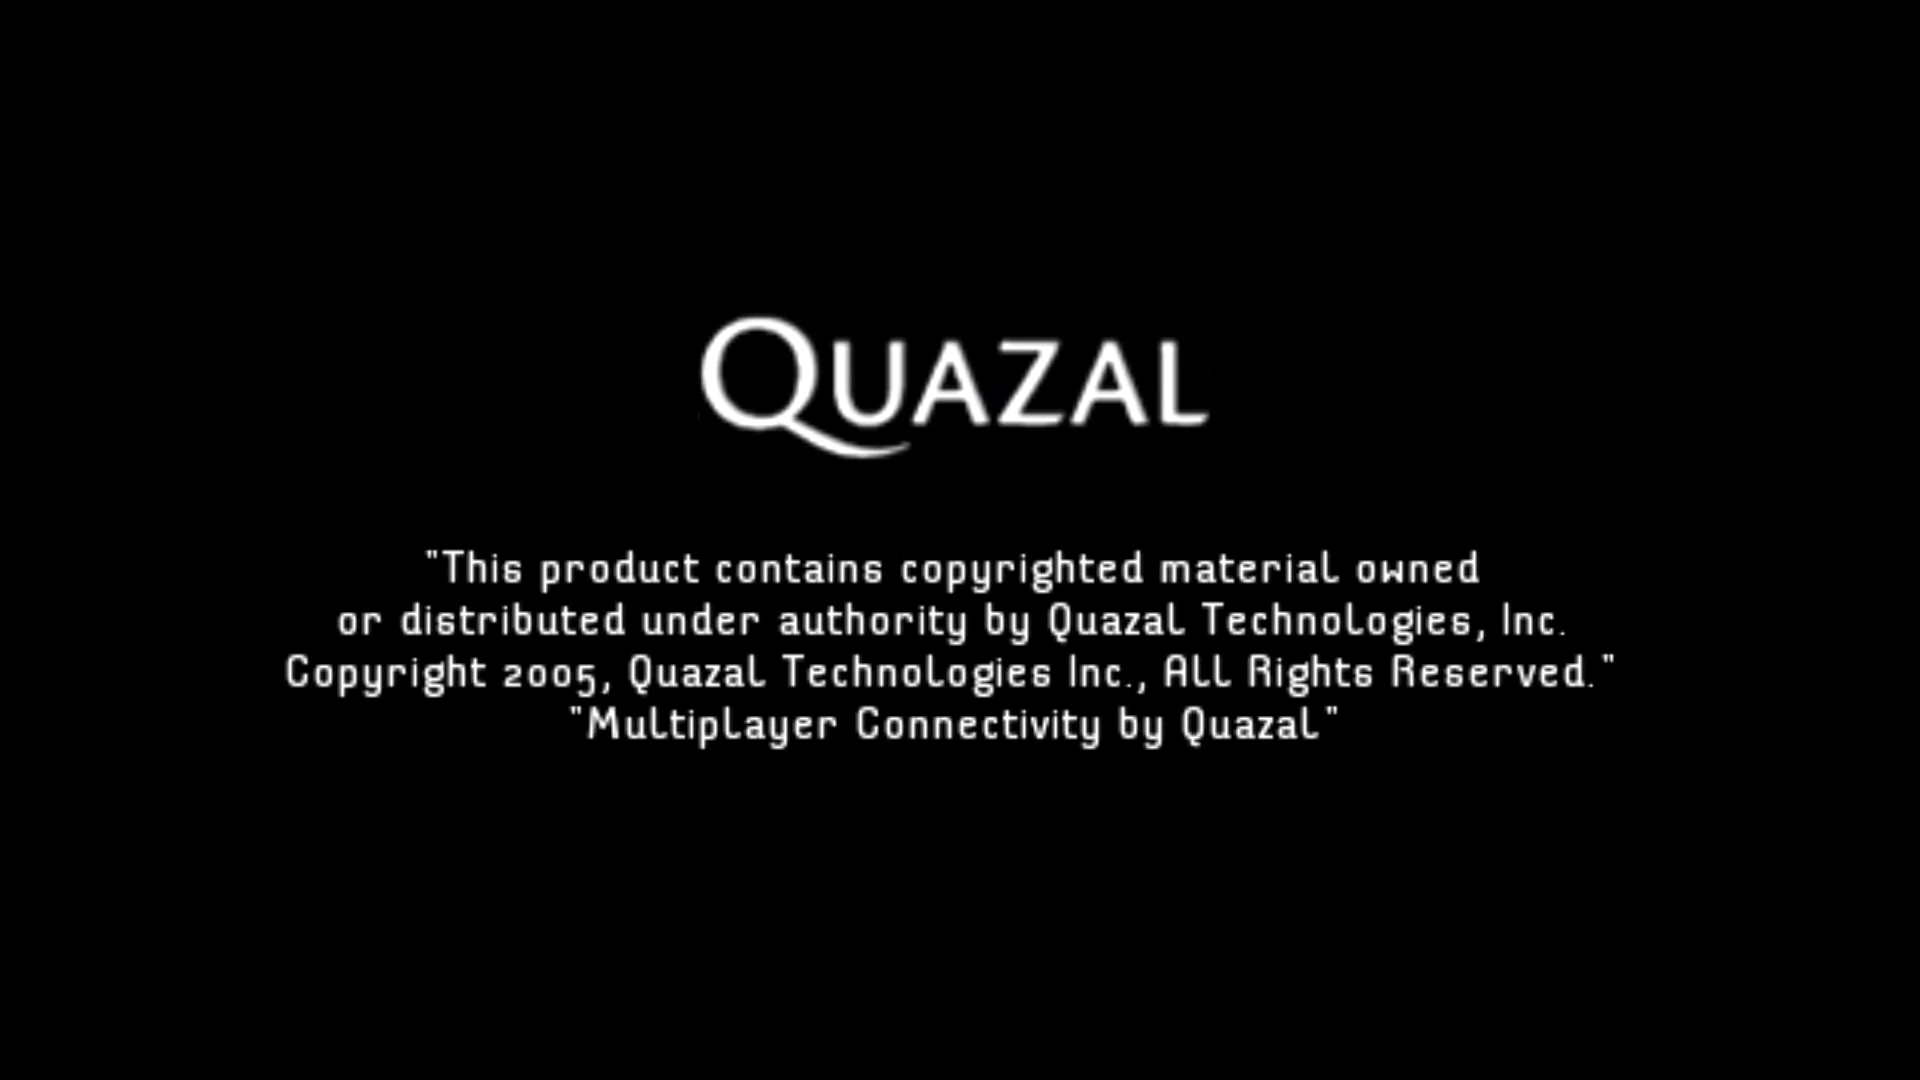 QUAZAL
"This product contains copyrighted material owned
or distributed under authority by Quazal Technologies, Inc.
Copyright 2005, Quazal Technologies Inc., All Rights Reserved."
"Multiplayer Connectivity by Quazal"